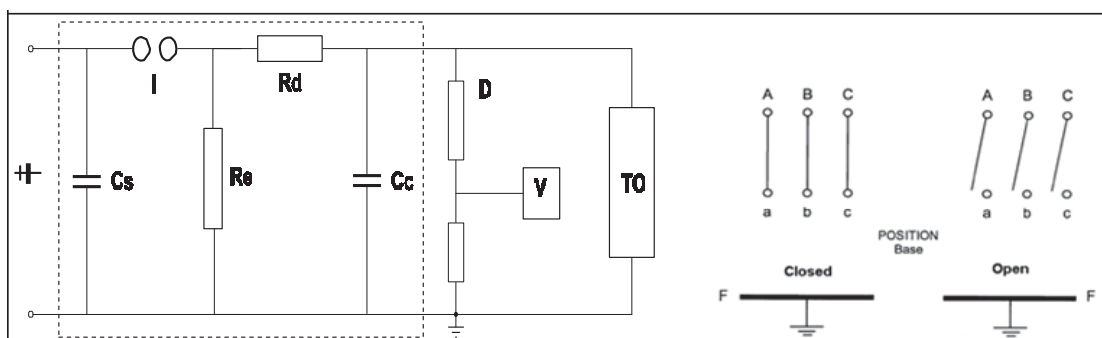 I
Rd
D
Cs
Re
Cc
V
TO
A B C
a b c
A B C
a b c
POSITION
Base
Closed
Open
F
F